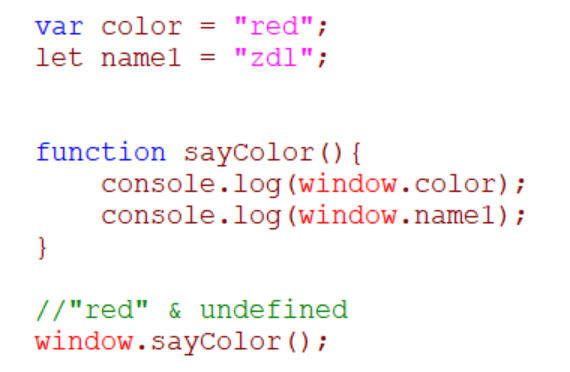 var color = "red";
let name1 = "zdl";
function sayColor(){
    console.log(window.color);
    console.log(window.name1);
}
//"red" & undefined
window.sayColor();